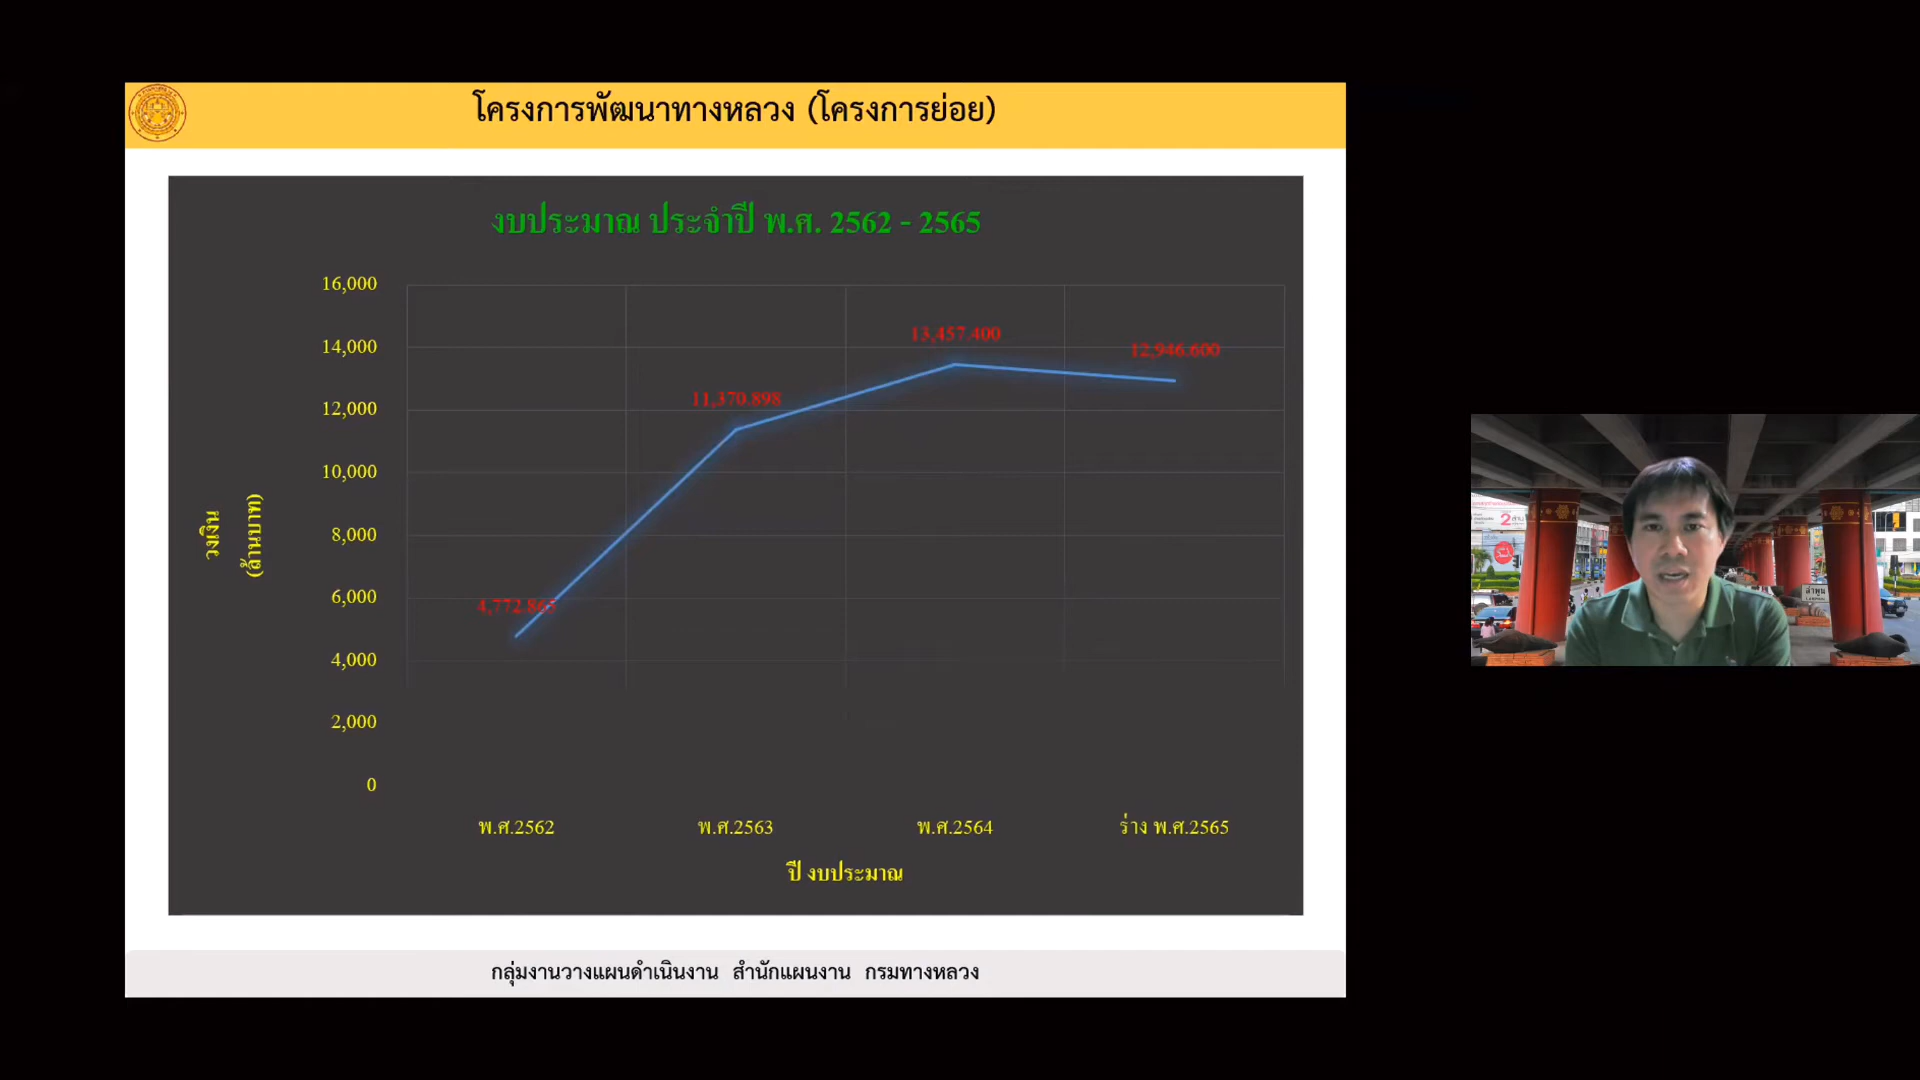 โครงการพัฒนาทางหลวง (โครงการย่อย)
งบประมาณ ประจำปี พ.ศ. 2562 - 2565
16,000
14,000
12,000
10,000
8,000
6,000
4,000
2,000
0
วงเงิน
(ล้านบาท)
4,772.865
11,370.898
13,457.400
12,946.600
พ.ศ.2562
พ.ศ.2563
พ.ศ.2564
ร่าง พ.ศ.2565
ปี งบประมาณ
กลุ่มงานวางแผนดำเนินงาน สำนักแผนงาน กรมทางหลวง
2
ลำพูน